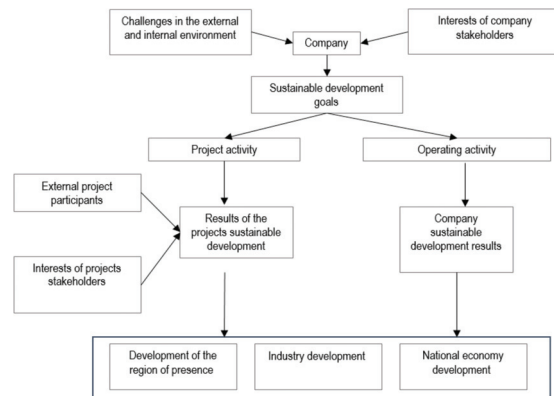 Challenges in the external
and internal environment
Company
Interests of company
stakeholders
Sustainable development
goals
Project activity
Operating activity
External project
participants
Results of the
projects sustainable
development
Company
sustainable
development results
Interests of projects
stakeholders
Development of the
region of presence
Industry development
National economy
development